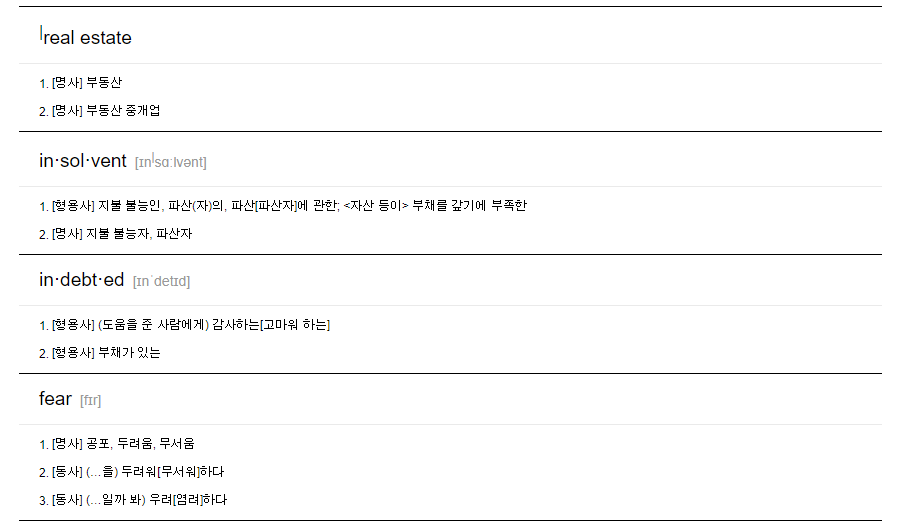 ˈreal estate
1. [명사] 부동산
2. [명사] 부동산 중개업
in·sol·vent [ɪnˈsɑːlvənt]
1. [형용사] 지불 불능인, 파산(자)의, 파산[파산자]에 관한; <자산 등이> 부채를 갚기에 부족한
2. [명사] 지불 불능자, 파산자
in·debt·ed [ɪnˈdetɪd]
1. [형용사] (도움을 준 사람에게) 감사하는[고마워 하는]
2. [형용사] 부채가 있는
fear [fɪr]
1. [명사] 공포, 두려움, 무서움
2. [동사] (…을) 두려워[무서워]하다
3. [동사] (…일까 봐) 우려[염려]하다